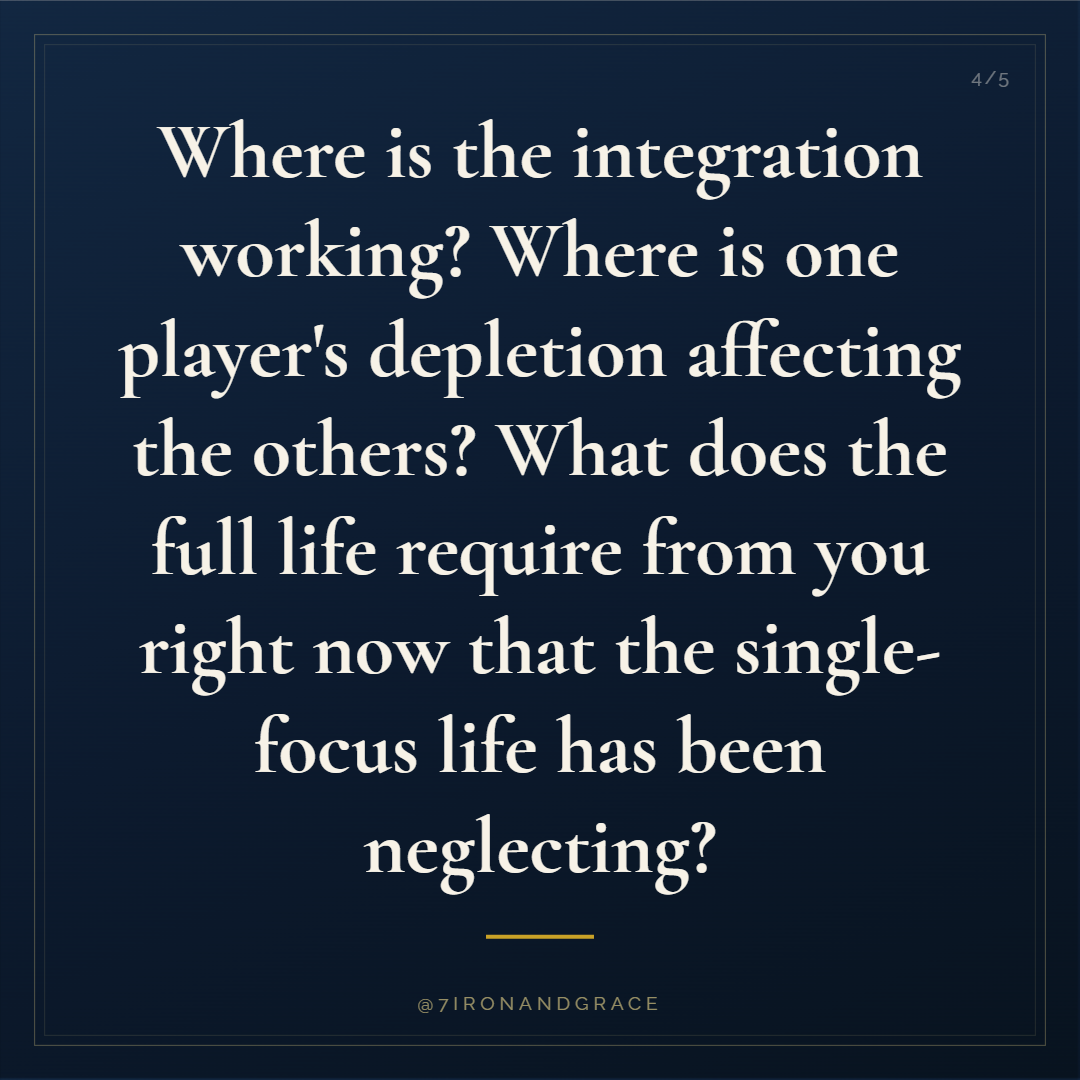 4/5
Where is the integration
working? Where is one
player's depletion affecting
the others? What does the
full life require from you
right now that the single-
focus life has been
neglecting?
@7IRONANDGRACE